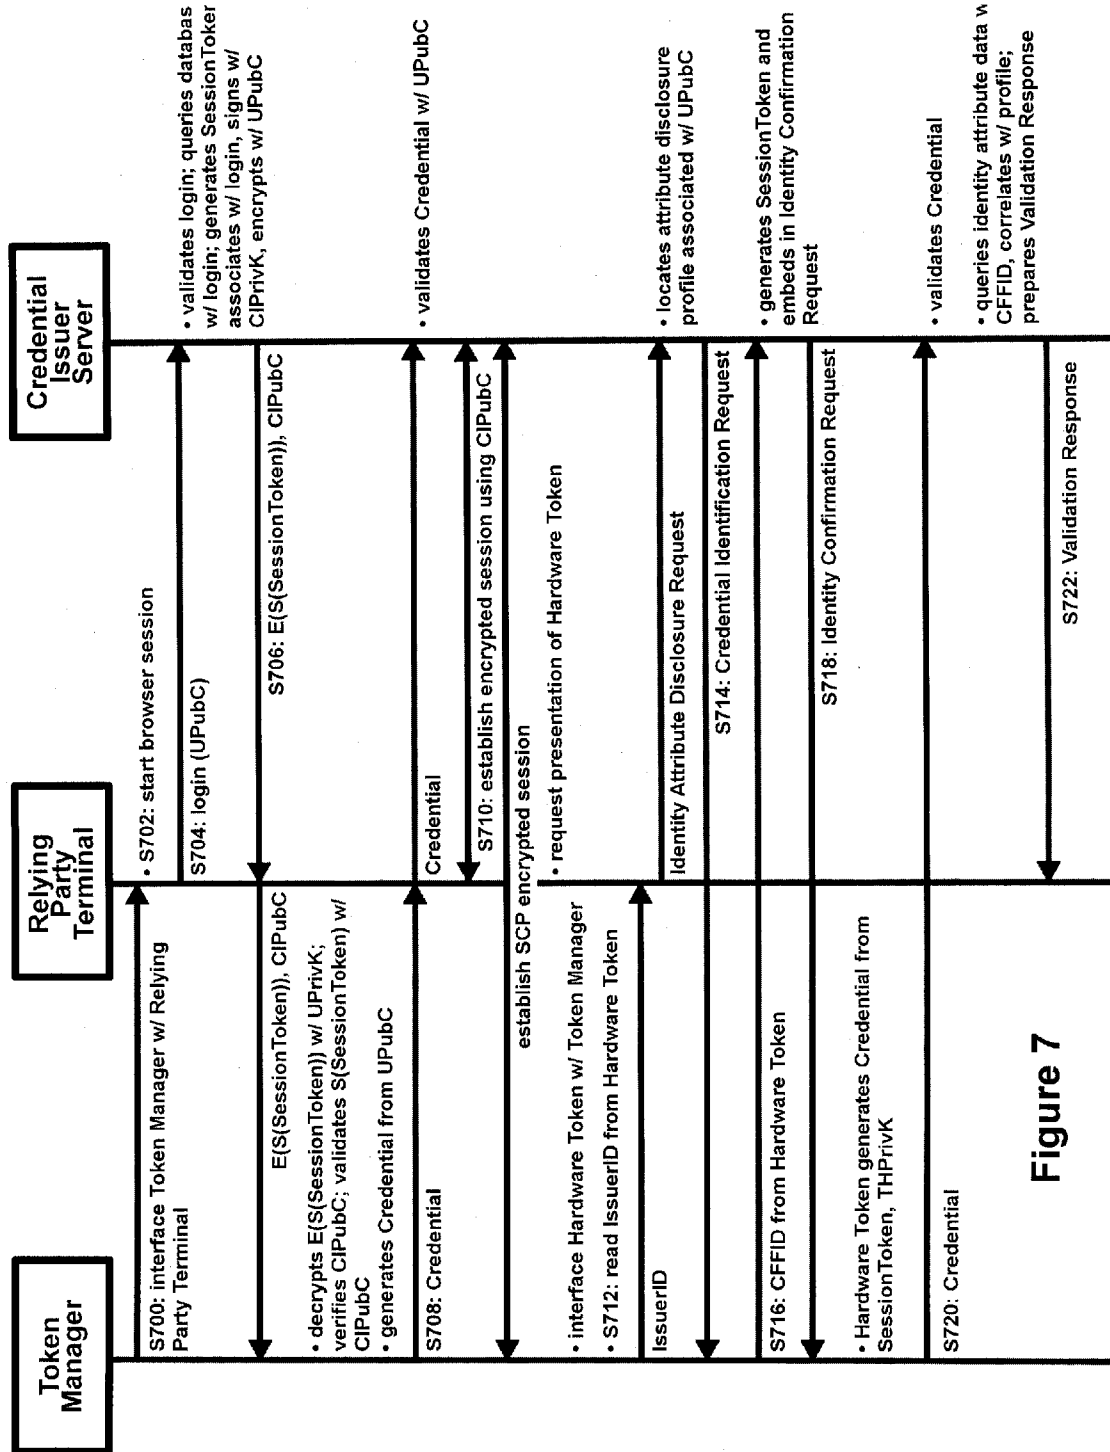 Token
Manager
Relying
Party
Terminal
Credential
Issuer
Server
S700: interface Token Manager w/ Relying
Party Terminal
• S702: start browser session
S704: login (UPubC)
• validates login; queries databas
w/ login; generates SessionToker
associates w/ login, signs w/
CIPrivK, encrypts w/ UPubC
S706: E(S(SessionToken)), CIPubC
E(S(SessionToken)), CIPubC
• decrypts E(S(SessionToken)) w/ UPrivK;
verifies CIPubC; validates S(SessionToken) w/
CIPubC
• generates Credential from UPubC
S708: Credential
Credential
• validates Credential w/ UPubC
S710: establish encrypted session using CIPubC
establish SCP encrypted session
• request presentation of Hardware Token
• interface Hardware Token w/ Token Manager
• S712: read IssuerID from Hardware Token
IssuerID
Identity Attribute Disclosure Request
• locates attribute disclosure
profile associated w/ UPubC
S714: Credential Identification Request
S716: CFFID from Hardware Token
• generates SessionToken and
embeds in Identity Confirmation
Request
S718: Identity Confirmation Request
• Hardware Token generates Credential from
SessionToken, THPrivK
S720: Credential
• validates Credential
• queries identity attribute data w
CFFID, correlates w/ profile;
prepares Validation Response
S722: Validation Response
Figure 7